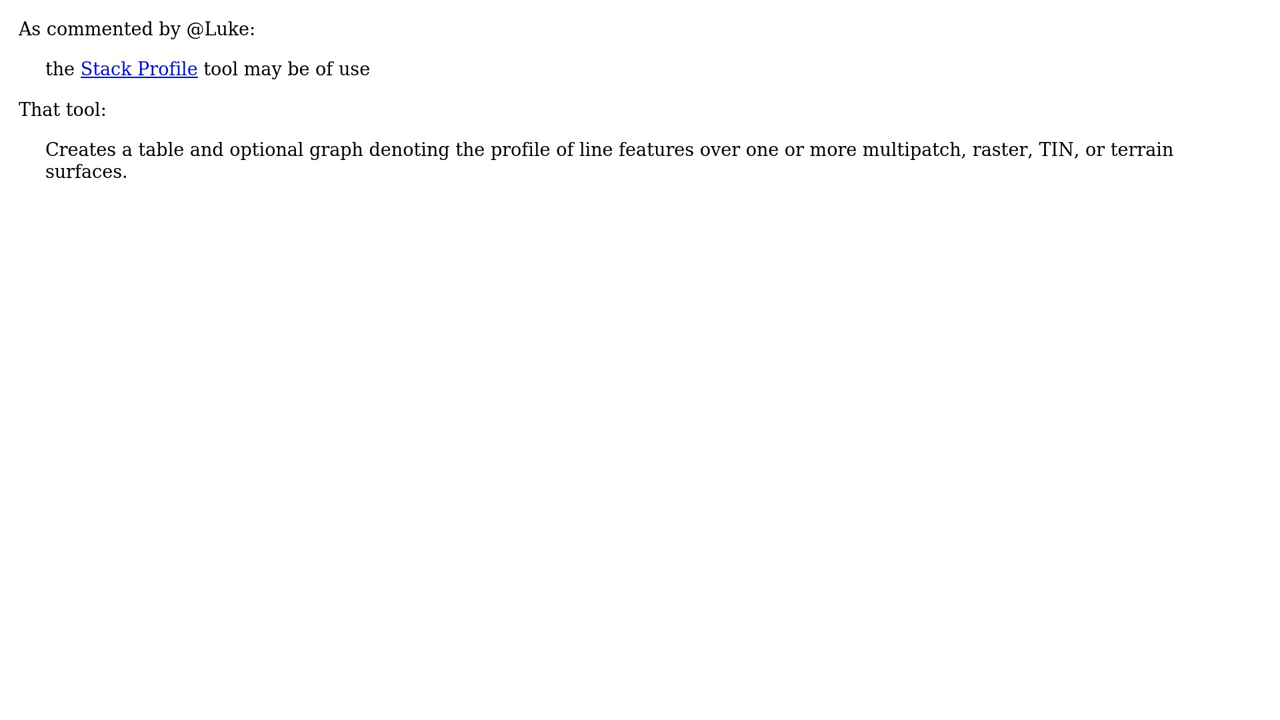 As commented by @Luke:
the Stack Profile tool may be of use
That tool:
Creates a table and optional graph denoting the profile of line features over one or more multipatch, raster, TIN, or terrain
surfaces.